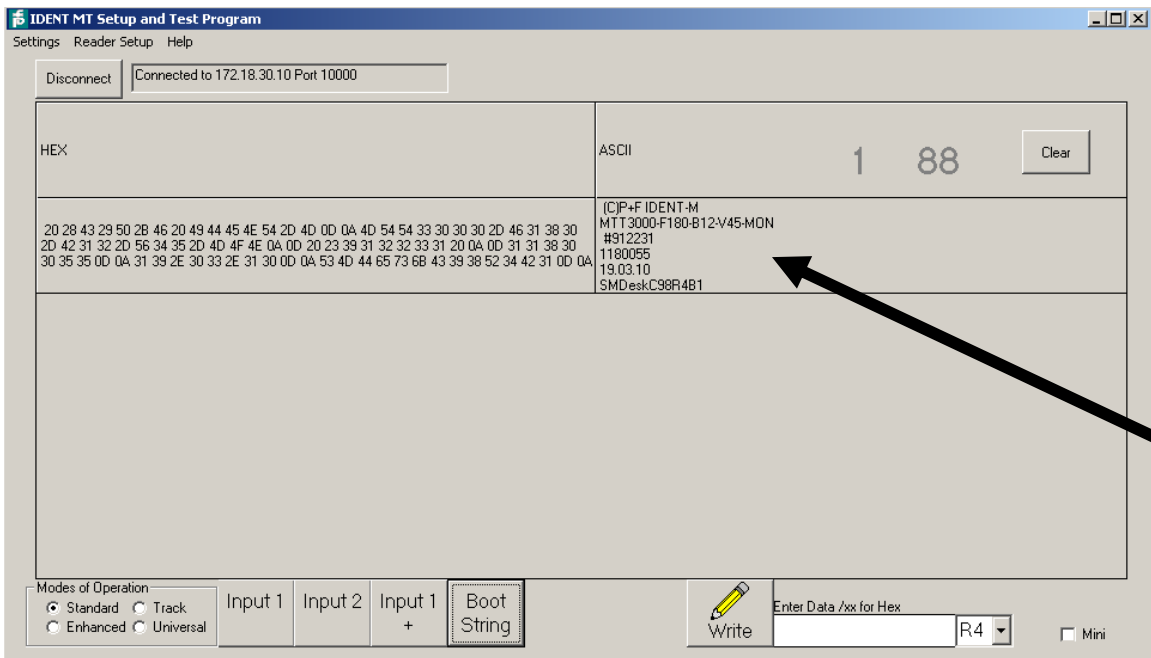 IDENT MT Setup and Test Program
Settings Reader Setup Help
Disconnect
Connected to 172.18.30.10 Port 10000
HEX
ASCII
1 88
Clear
20 28 43 29 50 2B 46 20 49 44 45 4E 54 2D 4D 0D 0A 4D 54 54 33 30 30 30 2D 46 31 38 30
2D 42 31 32 2D 56 34 35 2D 4D 4F 4E 0A 0D 20 23 39 31 32 32 33 31 20 0A 0D 31 31 38 30
30 35 35 0D 0A 31 39 2E 30 33 2E 31 30 0D 0A 53 4D 44 65 73 6B 43 39 38 52 34 42 31 0D 0A
(C)P+F IDENT-M
MTT3000-F180-B12-V45-MON
#912231
1180055
19.03.10
SMDeskC98R4B1
Modes of Operation
Standard Track
Enhanced Universal
Input 1
Input 2
Input 1
+
Boot
String
Write
Enter Data /xx for Hex
R4
Mini